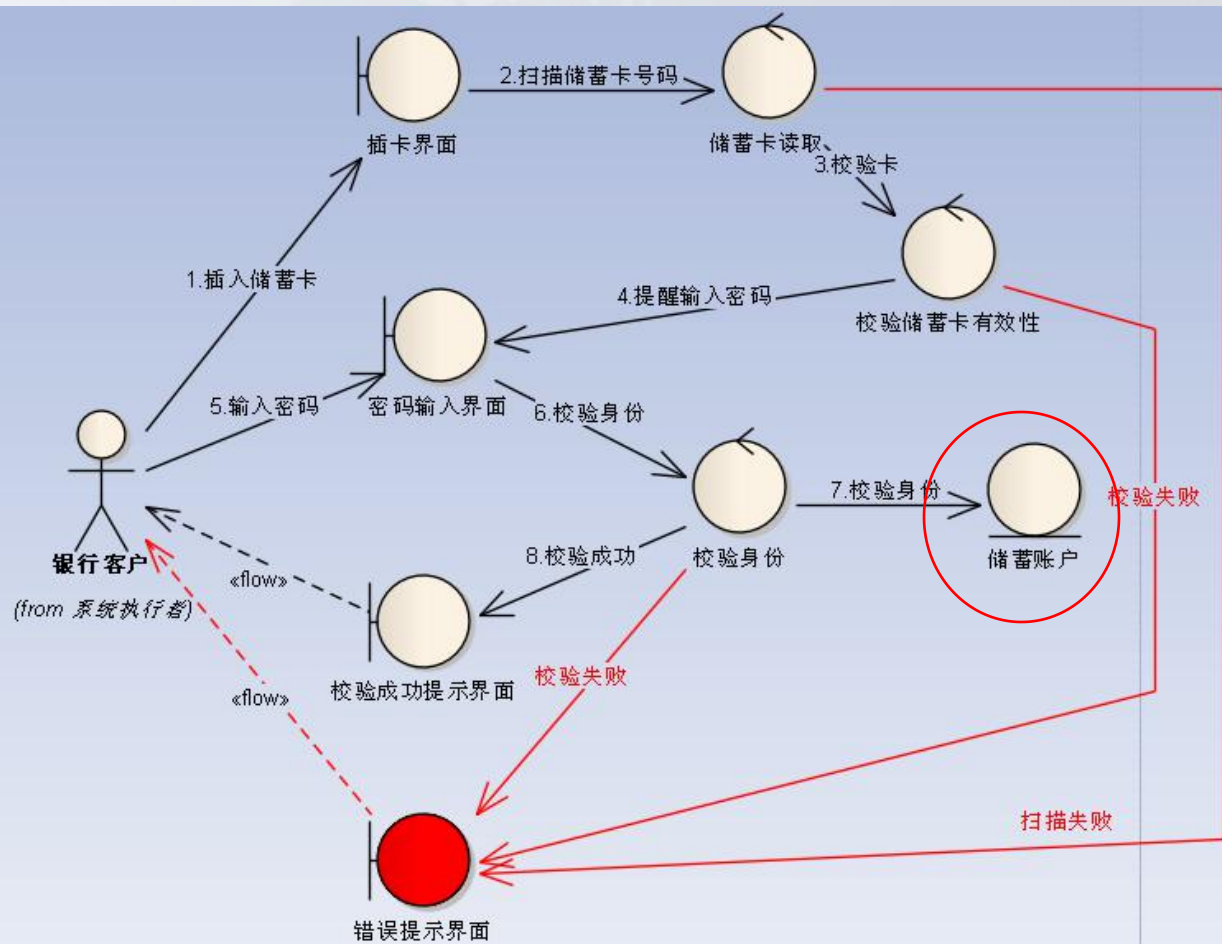 2.扫描储蓄卡号码
插卡界面
储蓄卡读取
3.校验卡
1.插入储蓄卡
4.提醒输入密码
校验储蓄卡有效性
5.输入密码
密码输入界面
6.校验身份
7.校验身份
校验失败
银行客户
(from 系统执行者)
8.校验成功
校验身份
储蓄账户
«flow»
校验成功提示界面
校验失败
«flow»
扫描失败
错误提示界面